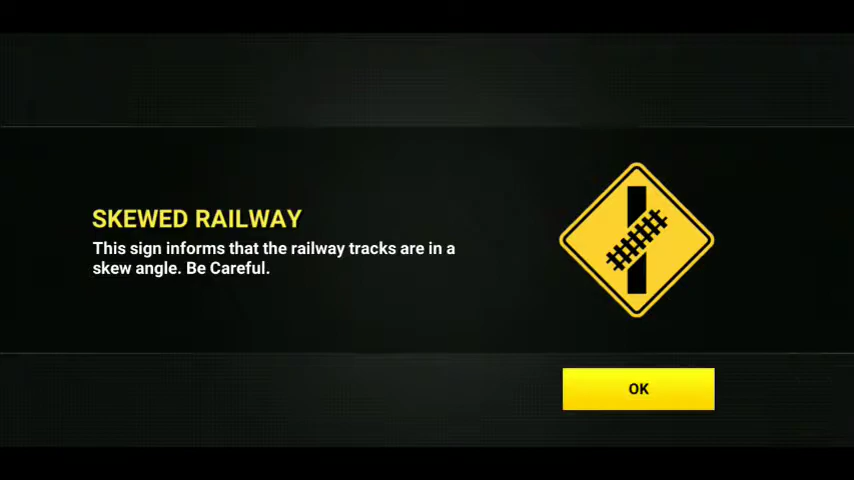 SKEWED RAILWAY
This sign informs that the railway tracks are in a
skew angle. Be Careful.
OK